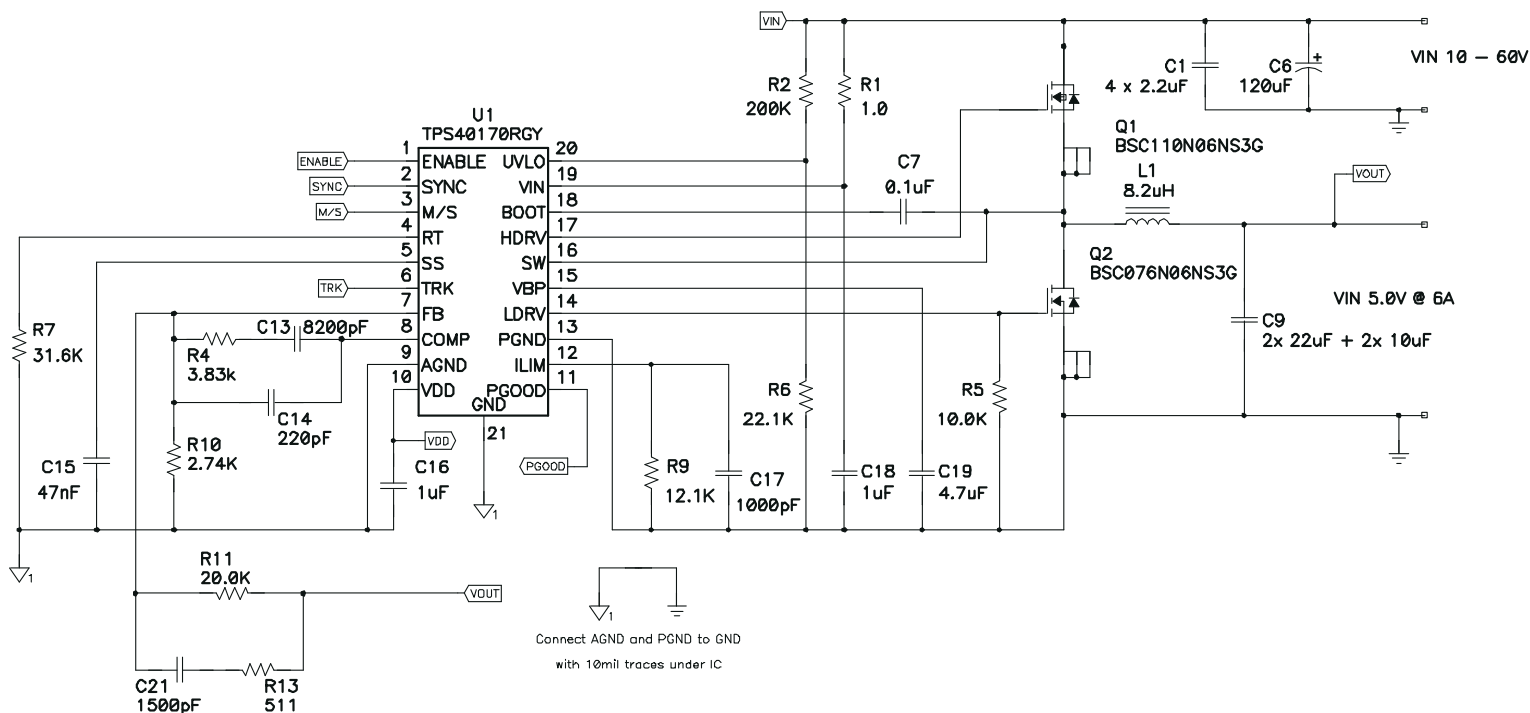 VIN
VIN 10 – 60V
R2
200K
R1
1.0
C1
4 x 2.2uF
C6
120uF
+
U1
TPS40170RGY
Q1
BSC110N06NS3G
L1
8.2uH
VOUT
C7
0.1uF
ENABLE
SYNC
M/S
TRK
1
2
3
4
5
6
7
8
9
10
ENABLE
SYNC
M/S
RT
SS
TRK
FB
COMP
AGND
VDD
UVLO
VIN
BOOT
HDRV
SW
VBP
LDRV
PGND
ILIM
PGOOD
GND
20
19
18
17
16
15
14
13
12
11
21
Q2
BSC076N06NS3G
VIN 5.0V @ 6A
C9
2x 22uF + 2x 10uF
R7
31.6K
C13
8200pF
R4
3.83k
C14
220pF
R10
2.74K
C15
47nF
VDD
C16
1uF
PGOOD
R9
12.1K
C17
1000pF
R6
22.1K
R5
10.0K
C18
1uF
C19
4.7uF
1
1
R11
20.0K
VOUT
C21
1500pF
R13
511
1
Connect AGND and PGND to GND
with 10mil traces under IC